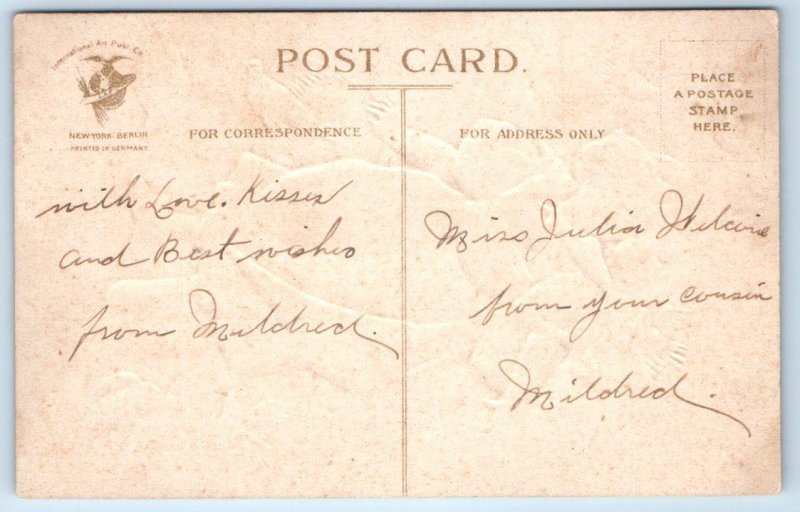 International Art Publ. Co.
NEW YORK BERLIN
PRINTED IN GERMANY
POST CARD.
FOR CORRESPONDENCE
FOR ADDRESS ONLY
PLACE
A POSTAGE
STAMP
HERE.
with Love. Kisses
and Best wishes
from Mildred.
Miss Julia
from your cousin
Mildred.